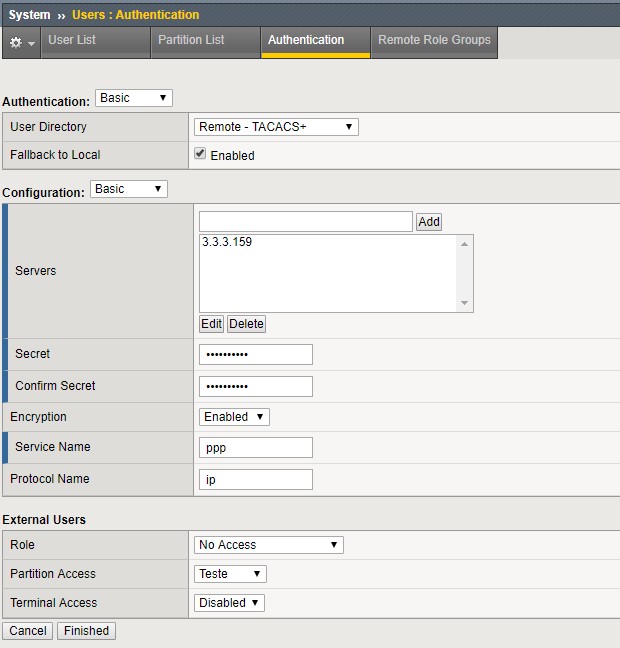 System ›› Users : Authentication
User List Partition List Authentication Remote Role Groups
Authentication: Basic
User Directory Remote - TACACS+
Fallback to Local Enabled
Configuration: Basic
Servers
Add
3.3.3.159
Edit Delete
Secret ••••••••••
Confirm Secret ••••••••••
Encryption Enabled
Service Name ppp
Protocol Name ip
External Users
Role No Access
Partition Access Teste
Terminal Access Disabled
Cancel Finished